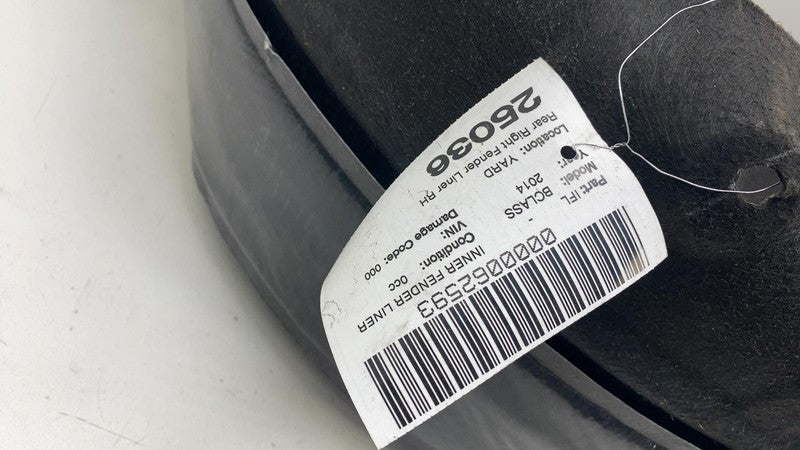 0000062593
Part: IFL - INNER FENDER LINER
Model: BCLASS Condition: 0CC
Year: 2014 VIN:
Location: YARD Damage Code: 000
Rear Right Fender Liner RH
25036